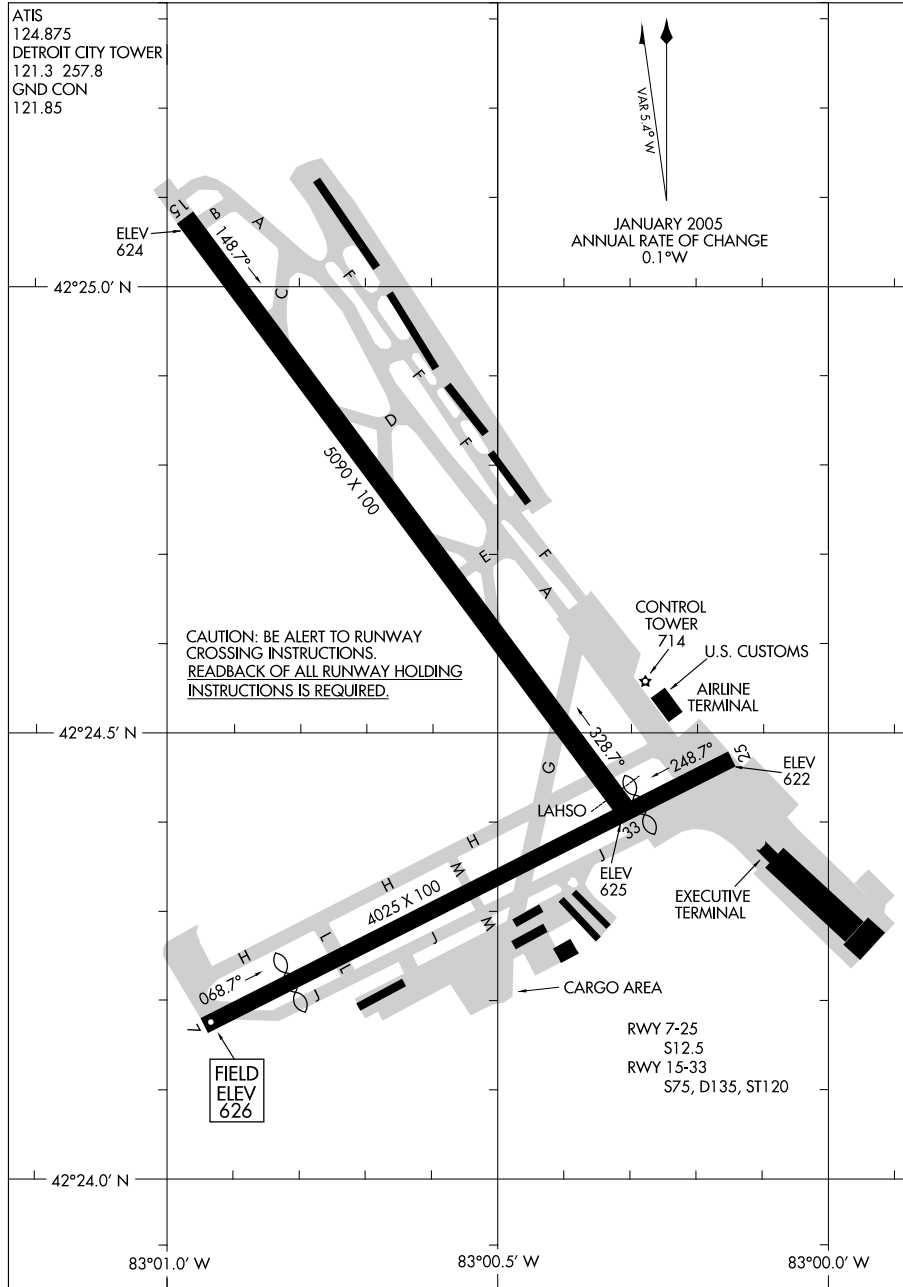 ATIS
124.875
DETROIT CITY TOWER
121.3 257.8
GND CON
121.85
VAR 5.4° W
JANUARY 2005
ANNUAL RATE OF CHANGE
0.1°W
15
B
A
ELEV
624
148.7°
42°25.0' N
C
F
F
D
F
5090 X 100
E
F
A
CAUTION: BE ALERT TO RUNWAY
CROSSING INSTRUCTIONS.
READBACK OF ALL RUNWAY HOLDING
INSTRUCTIONS IS REQUIRED.
CONTROL
TOWER
714
U.S. CUSTOMS
AIRLINE
TERMINAL
42°24.5' N
328.7°
248.7°
25
ELEV
622
G
LAHSO
33
H
J
ELEV
625
M
H
4025 X 100
EXECUTIVE
TERMINAL
M
L
J
H
L
068.7°
J
CARGO AREA
7
RWY 7-25
S12.5
RWY 15-33
S75, D135, ST120
FIELD
ELEV
626
42°24.0' N
83°01.0' W
83°00.5' W
83°00.0' W